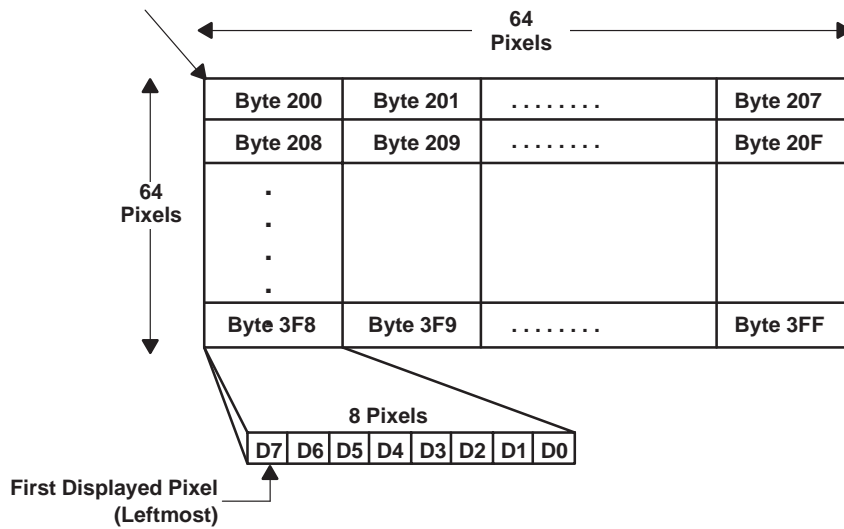 64
Pixels
Byte 200 Byte 201 . . . . . . . . Byte 207
Byte 208 Byte 209 . . . . . . . . Byte 20F
64
Pixels
Byte 3F8 Byte 3F9 . . . . . . . . Byte 3FF
8 Pixels
D7 D6 D5 D4 D3 D2 D1 D0
First Displayed Pixel
(Leftmost)